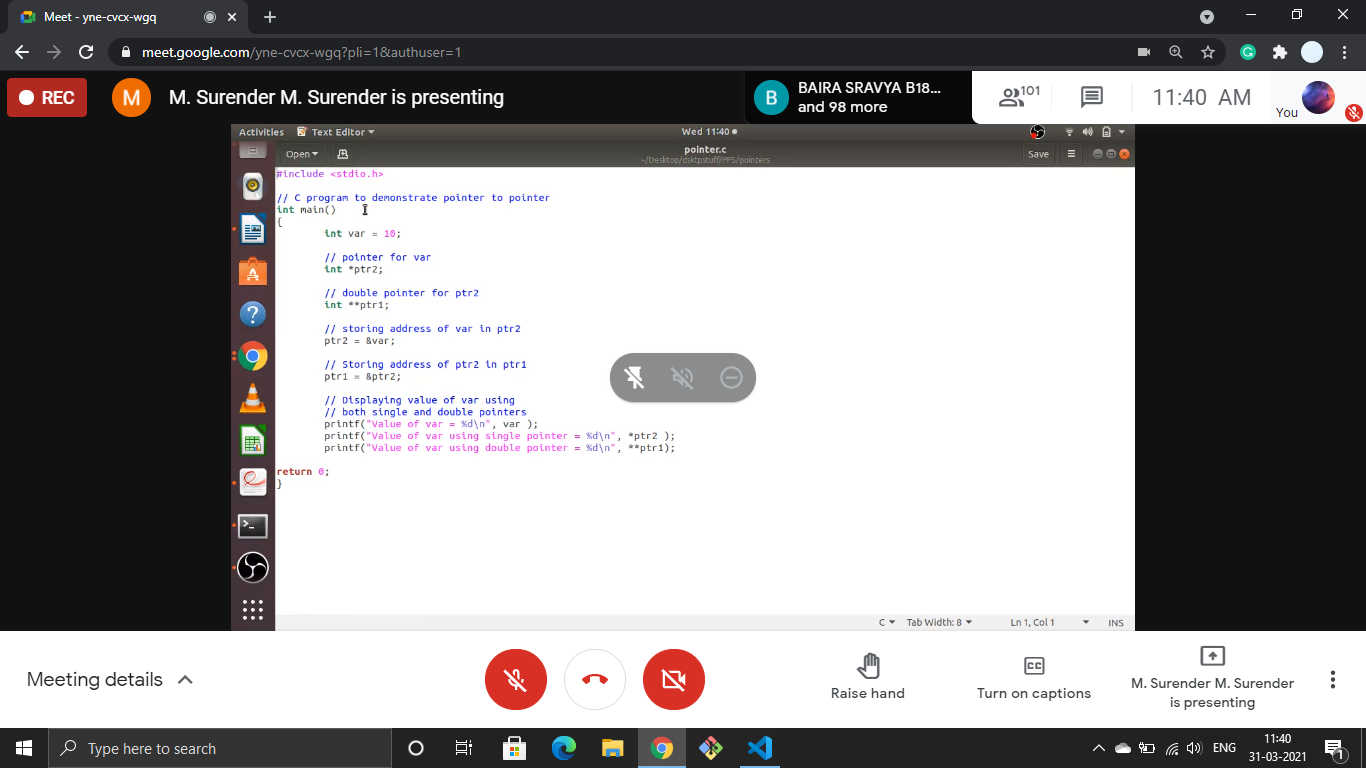 Meet - yne-cvcx-wgq
meet.google.com/yne-cvcx-wgq?pli=1&authuser=1
REC
M
M. Surender M. Surender is presenting
B
BAIRA SRAVYA B18...
and 98 more
101
11:40 AM
You
Activities
Text Editor
Wed 11:40
Open
pointer.c
~/Desktop/dsktpstuff/PPS/pointers
Save
#include <stdio.h>
// C program to demonstrate pointer to pointer
int main()
{
int var = 10;
// pointer for var
int *ptr2;
// double pointer for ptr2
int **ptr1;
// storing address of var in ptr2
ptr2 = &var;
// Storing address of ptr2 in ptr1
ptr1 = &ptr2;
// Displaying value of var using
// both single and double pointers
printf("Value of var = %d\n", var );
printf("Value of var using single pointer = %d\n", *ptr2 );
printf("Value of var using double pointer = %d\n", **ptr1);
return 0;
}
C
Tab Width: 8
Ln 1, Col 1
INS
Meeting details
Raise hand
CC
Turn on captions
M. Surender M. Surender
is presenting
Type here to search
ENG
11:40
31-03-2021
1